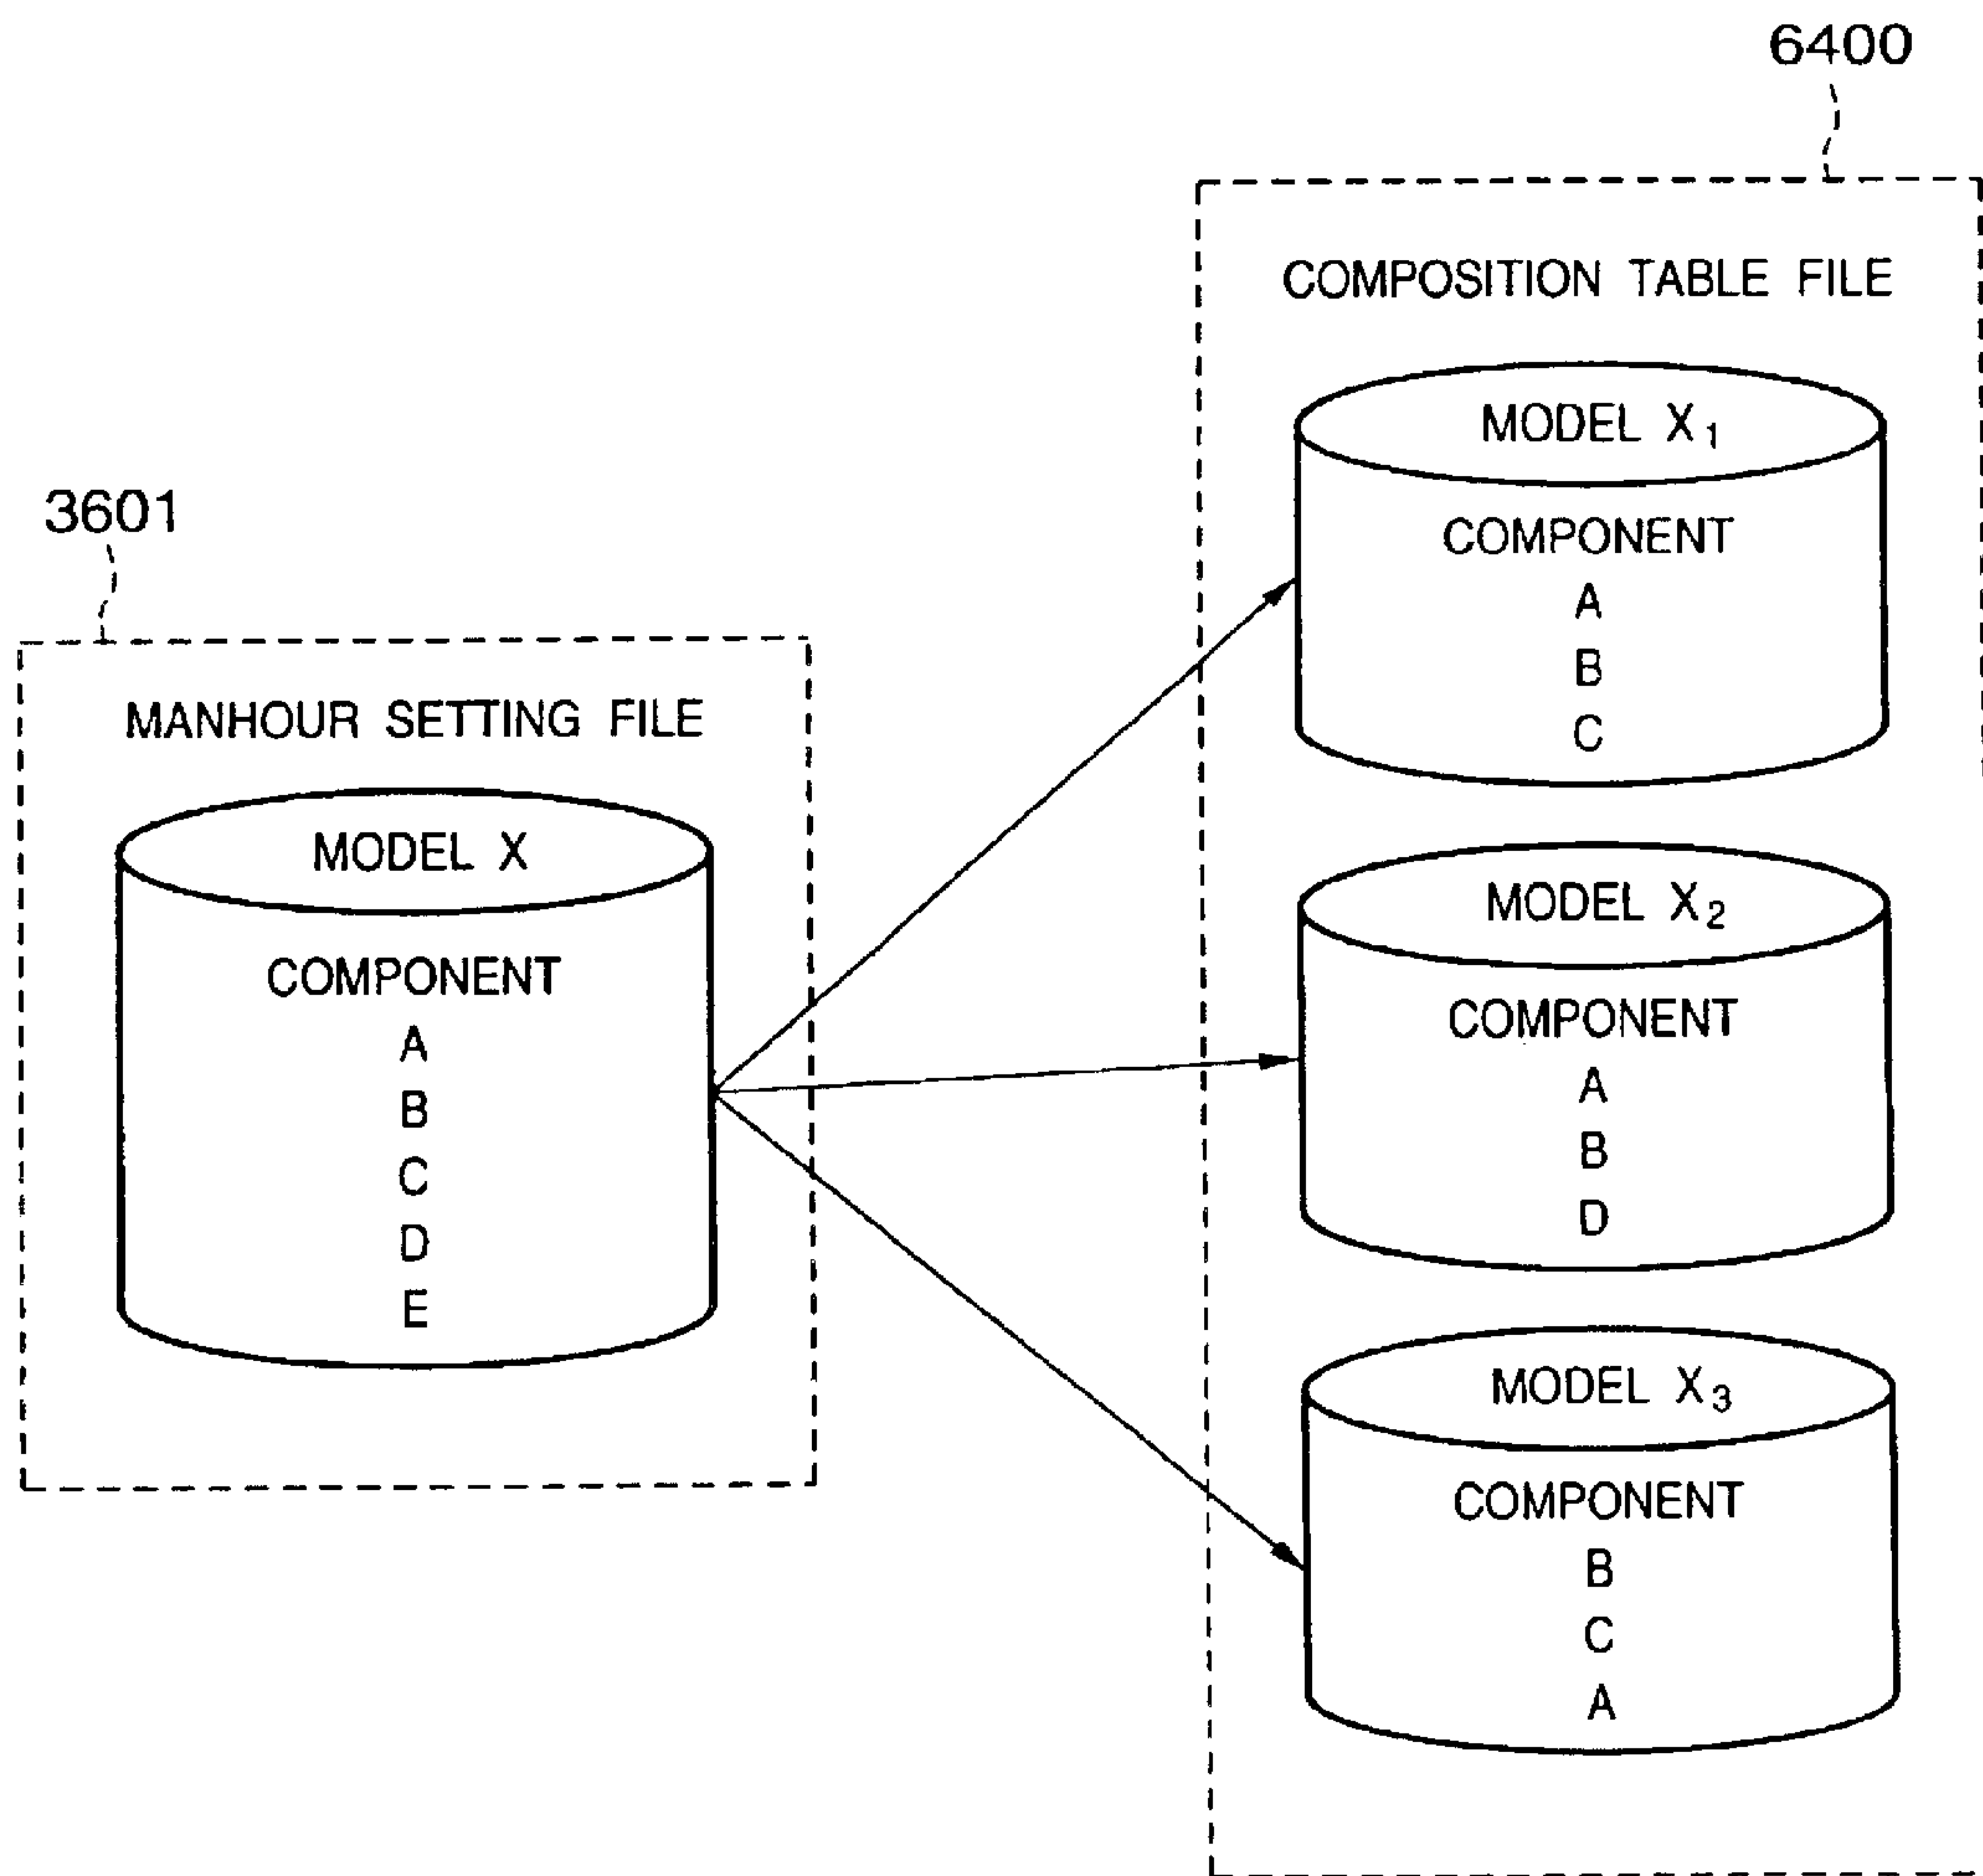 6400
COMPOSITION TABLE FILE
MODEL X₁
COMPONENT
A
B
C
MODEL X₂
COMPONENT
A
B
D
MODEL X₃
COMPONENT
B
C
A
3601
MANHOUR SETTING FILE
MODEL X
COMPONENT
A
B
C
D
E